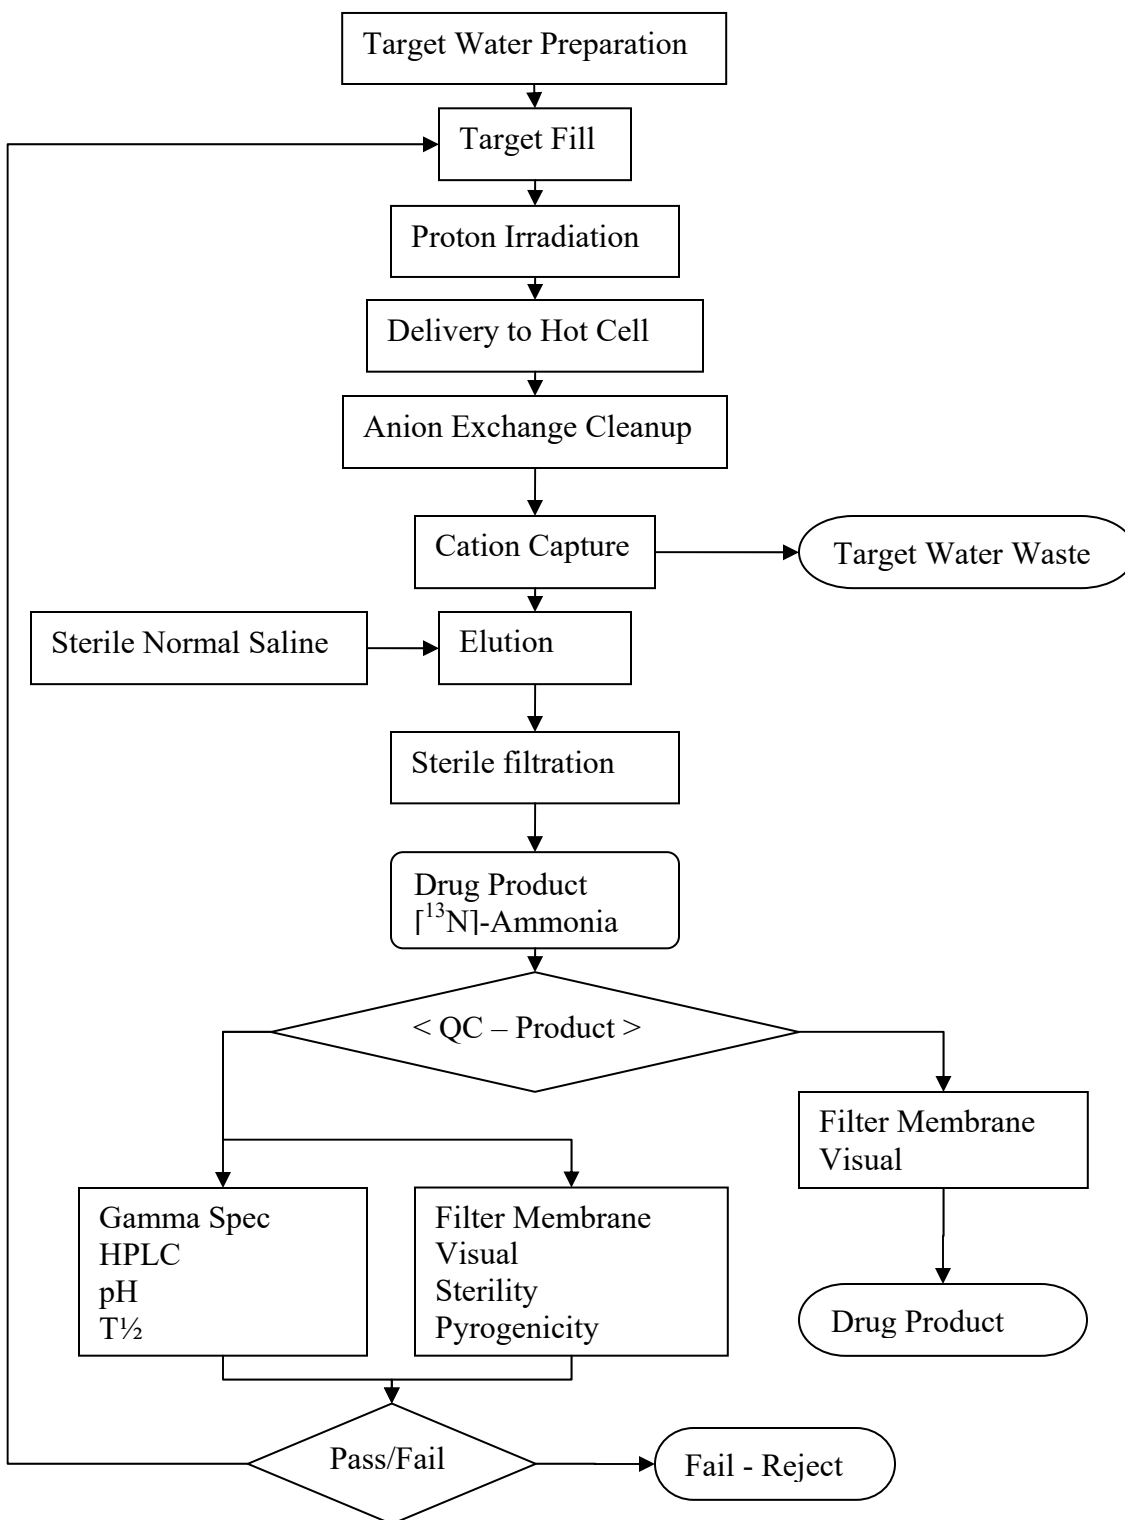 Target Water Preparation
Target Fill
Proton Irradiation
Delivery to Hot Cell
Anion Exchange Cleanup
Cation Capture
Target Water Waste
Sterile Normal Saline
Elution
Sterile filtration
Drug Product
[¹³N]-Ammonia
< QC – Product >
Filter Membrane
Visual
Gamma Spec
HPLC
pH
T½
Filter Membrane
Visual
Sterility
Pyrogenicity
Drug Product
Pass/Fail
Fail - Reject